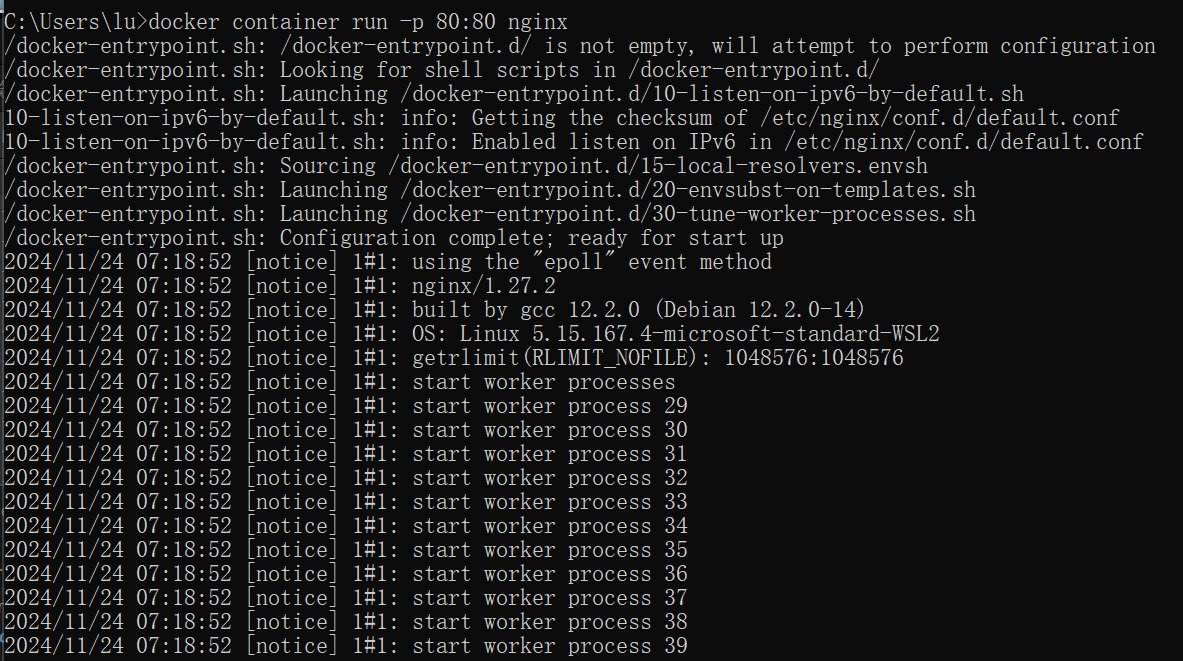 C:\Users\lu>docker container run -p 80:80 nginx
/docker-entrypoint.sh: /docker-entrypoint.d/ is not empty, will attempt to perform configuration
/docker-entrypoint.sh: Looking for shell scripts in /docker-entrypoint.d/
/docker-entrypoint.sh: Launching /docker-entrypoint.d/10-listen-on-ipv6-by-default.sh
10-listen-on-ipv6-by-default.sh: info: Getting the checksum of /etc/nginx/conf.d/default.conf
10-listen-on-ipv6-by-default.sh: info: Enabled listen on IPv6 in /etc/nginx/conf.d/default.conf
/docker-entrypoint.sh: Sourcing /docker-entrypoint.d/15-local-resolvers.envsh
/docker-entrypoint.sh: Launching /docker-entrypoint.d/20-envsubst-on-templates.sh
/docker-entrypoint.sh: Launching /docker-entrypoint.d/30-tune-worker-processes.sh
/docker-entrypoint.sh: Configuration complete; ready for start up
2024/11/24 07:18:52 [notice] 1#1: using the "epoll" event method
2024/11/24 07:18:52 [notice] 1#1: nginx/1.27.2
2024/11/24 07:18:52 [notice] 1#1: built by gcc 12.2.0 (Debian 12.2.0-14)
2024/11/24 07:18:52 [notice] 1#1: OS: Linux 5.15.167.4-microsoft-standard-WSL2
2024/11/24 07:18:52 [notice] 1#1: getrlimit(RLIMIT_NOFILE): 1048576:1048576
2024/11/24 07:18:52 [notice] 1#1: start worker processes
2024/11/24 07:18:52 [notice] 1#1: start worker process 29
2024/11/24 07:18:52 [notice] 1#1: start worker process 30
2024/11/24 07:18:52 [notice] 1#1: start worker process 31
2024/11/24 07:18:52 [notice] 1#1: start worker process 32
2024/11/24 07:18:52 [notice] 1#1: start worker process 33
2024/11/24 07:18:52 [notice] 1#1: start worker process 34
2024/11/24 07:18:52 [notice] 1#1: start worker process 35
2024/11/24 07:18:52 [notice] 1#1: start worker process 36
2024/11/24 07:18:52 [notice] 1#1: start worker process 37
2024/11/24 07:18:52 [notice] 1#1: start worker process 38
2024/11/24 07:18:52 [notice] 1#1: start worker process 39